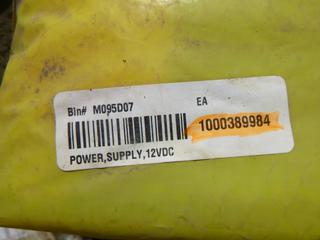 Bin# M095D07 EA
1000389984
POWER,SUPPLY,12VDC